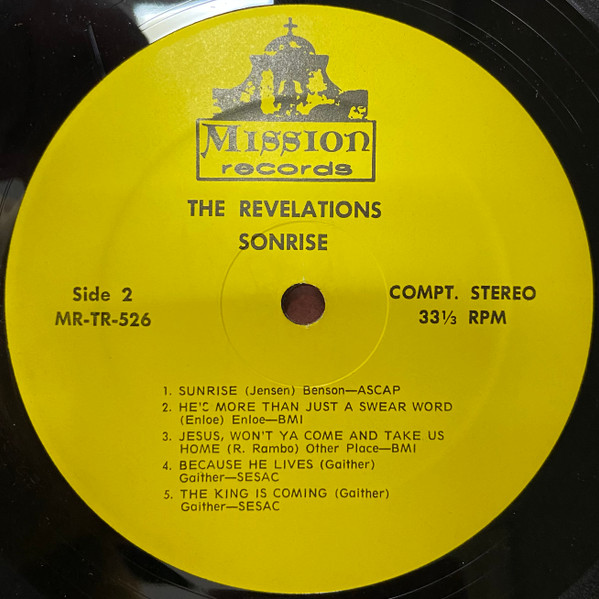 Mission
records
THE REVELATIONS
SONRISE
Side 2
MR-TR-526
COMPT. STEREO
33⅓ RPM
1. SUNRISE (Jensen) Benson—ASCAP
2. HE'S MORE THAN JUST A SWEAR WORD
(Enloe) Enloe—BMI
3. JESUS, WON'T YA COME AND TAKE US
HOME (R. Rambo) Other Place—BMI
4. BECAUSE HE LIVES (Gaither)
Gaither—SESAC
5. THE KING IS COMING (Gaither)
Gaither—SESAC